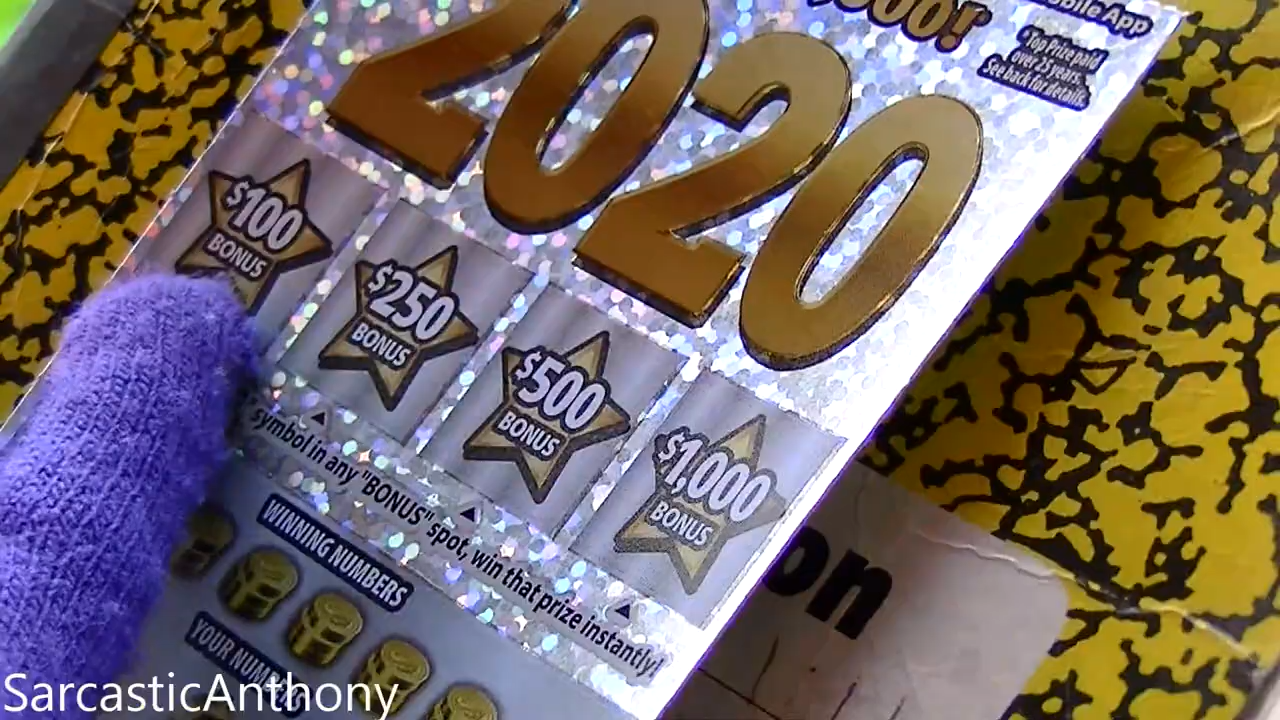 ,500!
Mobile App
*Top Prize paid
over 25 years.
See back for details.
2020
$100
BONUS
$250
BONUS
$500
BONUS
$1,000
BONUS
symbol in any "BONUS" spot, win that prize instantly!
WINNING NUMBERS
YOUR NUMBERS
on
SarcasticAnthony